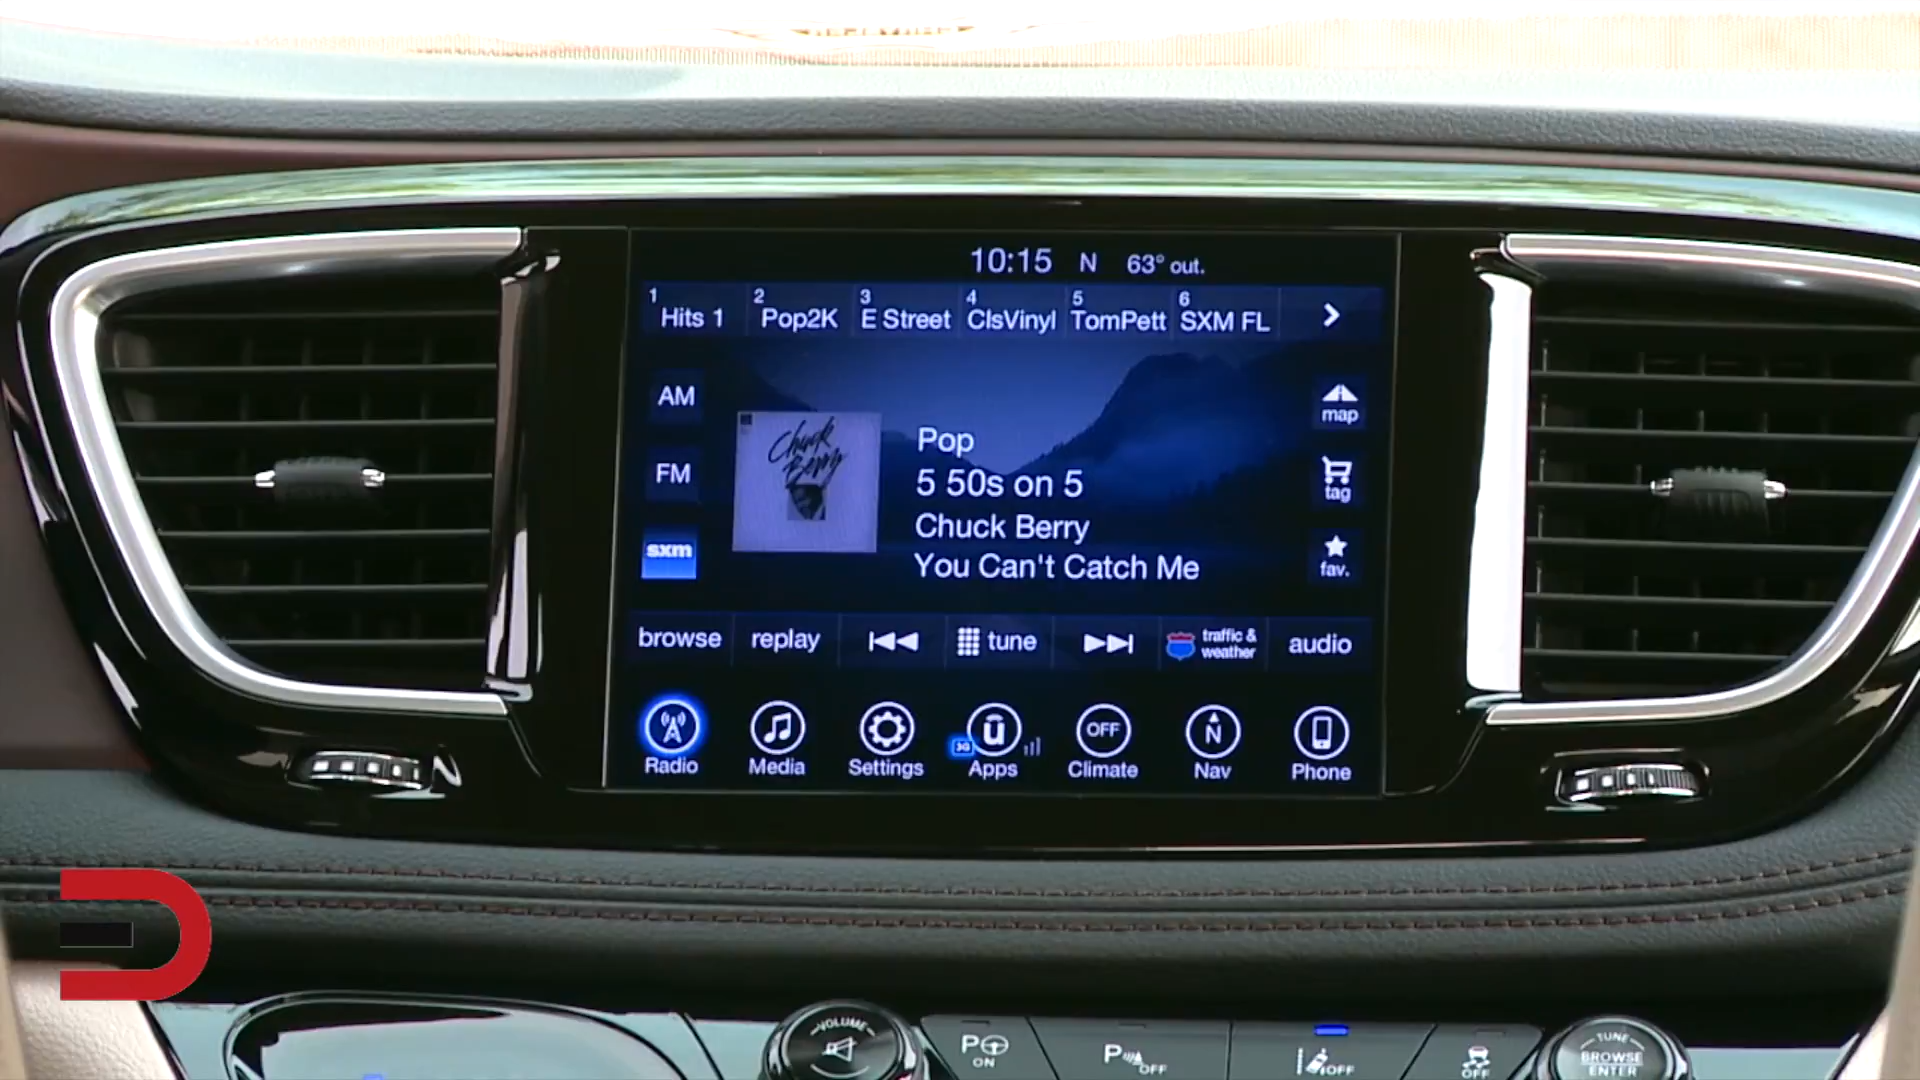 10:15 N 63° out.
1 Hits 1
2 Pop2K
3 E Street
4 ClsVinyl
5 TomPett
6 SXM FL
AM
FM
sxm
Chuck Berry
Pop
5 50s on 5
Chuck Berry
You Can't Catch Me
map
tag
fav.
browse
replay
tune
traffic & weather
audio
Radio
Media
Settings
3G
ū
Apps
OFF
Climate
N
Nav
Phone
VOLUME
P ON
P OFF
OFF
OFF
TUNE
BROWSE
ENTER